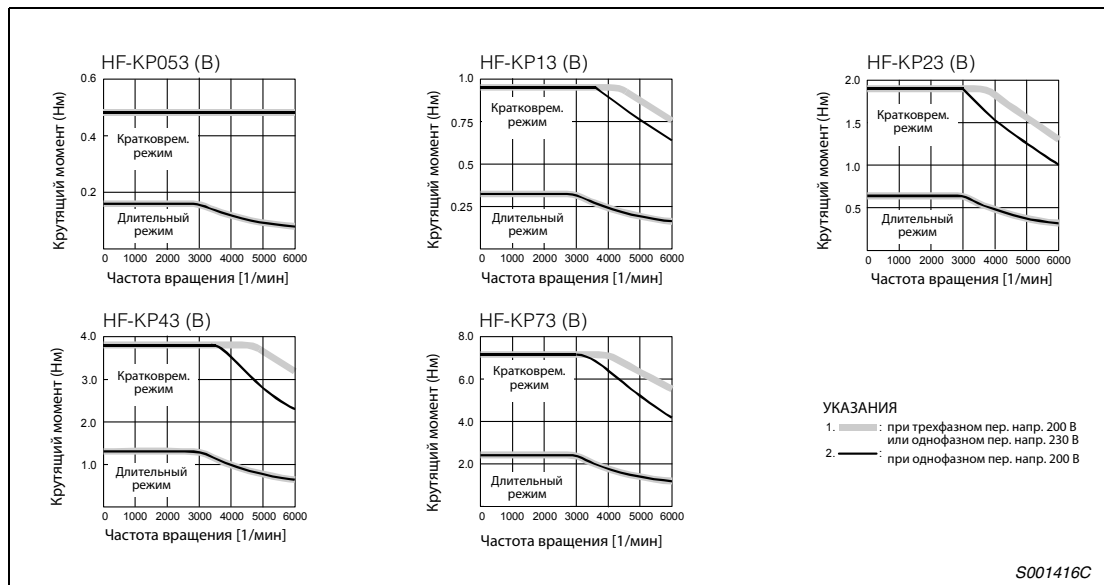 HF-KP053 (B)
Крутящий момент (Нм)
0.6
0.4
0.2
Кратковрем.
режим
Длительный
режим
0 1000 2000 3000 4000 5000 6000
Частота вращения [1/мин]
HF-KP13 (B)
Крутящий момент (Нм)
1.0
0.75
0.5
0.25
Кратковрем.
режим
Длительный
режим
0 1000 2000 3000 4000 5000 6000
Частота вращения [1/мин]
HF-KP23 (B)
Крутящий момент (Нм)
2.0
1.5
1.0
0.5
Кратковрем.
режим
Длительный
режим
0 1000 2000 3000 4000 5000 6000
Частота вращения [1/мин]
HF-KP43 (B)
Крутящий момент (Нм)
4.0
3.0
2.0
1.0
Кратковрем.
режим
Длительный
режим
0 1000 2000 3000 4000 5000 6000
Частота вращения [1/мин]
HF-KP73 (B)
Крутящий момент (Нм)
8.0
6.0
4.0
2.0
Кратковрем.
режим
Длительный
режим
0 1000 2000 3000 4000 5000 6000
Частота вращения [1/мин]
УКАЗАНИЯ
1. : при трехфазном пер. напр. 200 В
или однофазном пер. напр. 230 В
2. : при однофазном пер. напр. 200 В
S001416C